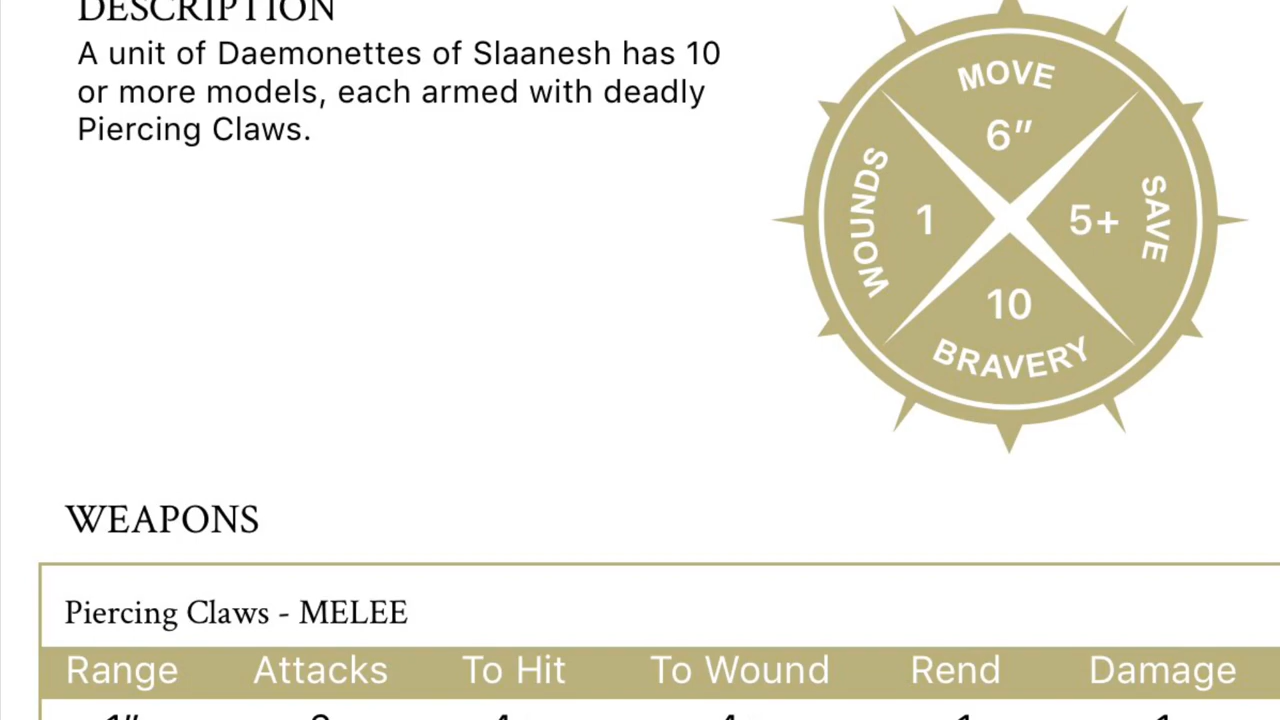 DESCRIPTION
A unit of Daemonettes of Slaanesh has 10
or more models, each armed with deadly
Piercing Claws.
MOVE
6″
WOUNDS
1
5+
SAVE
10
BRAVERY
WEAPONS
Piercing Claws - MELEE
Range Attacks To Hit To Wound Rend Damage